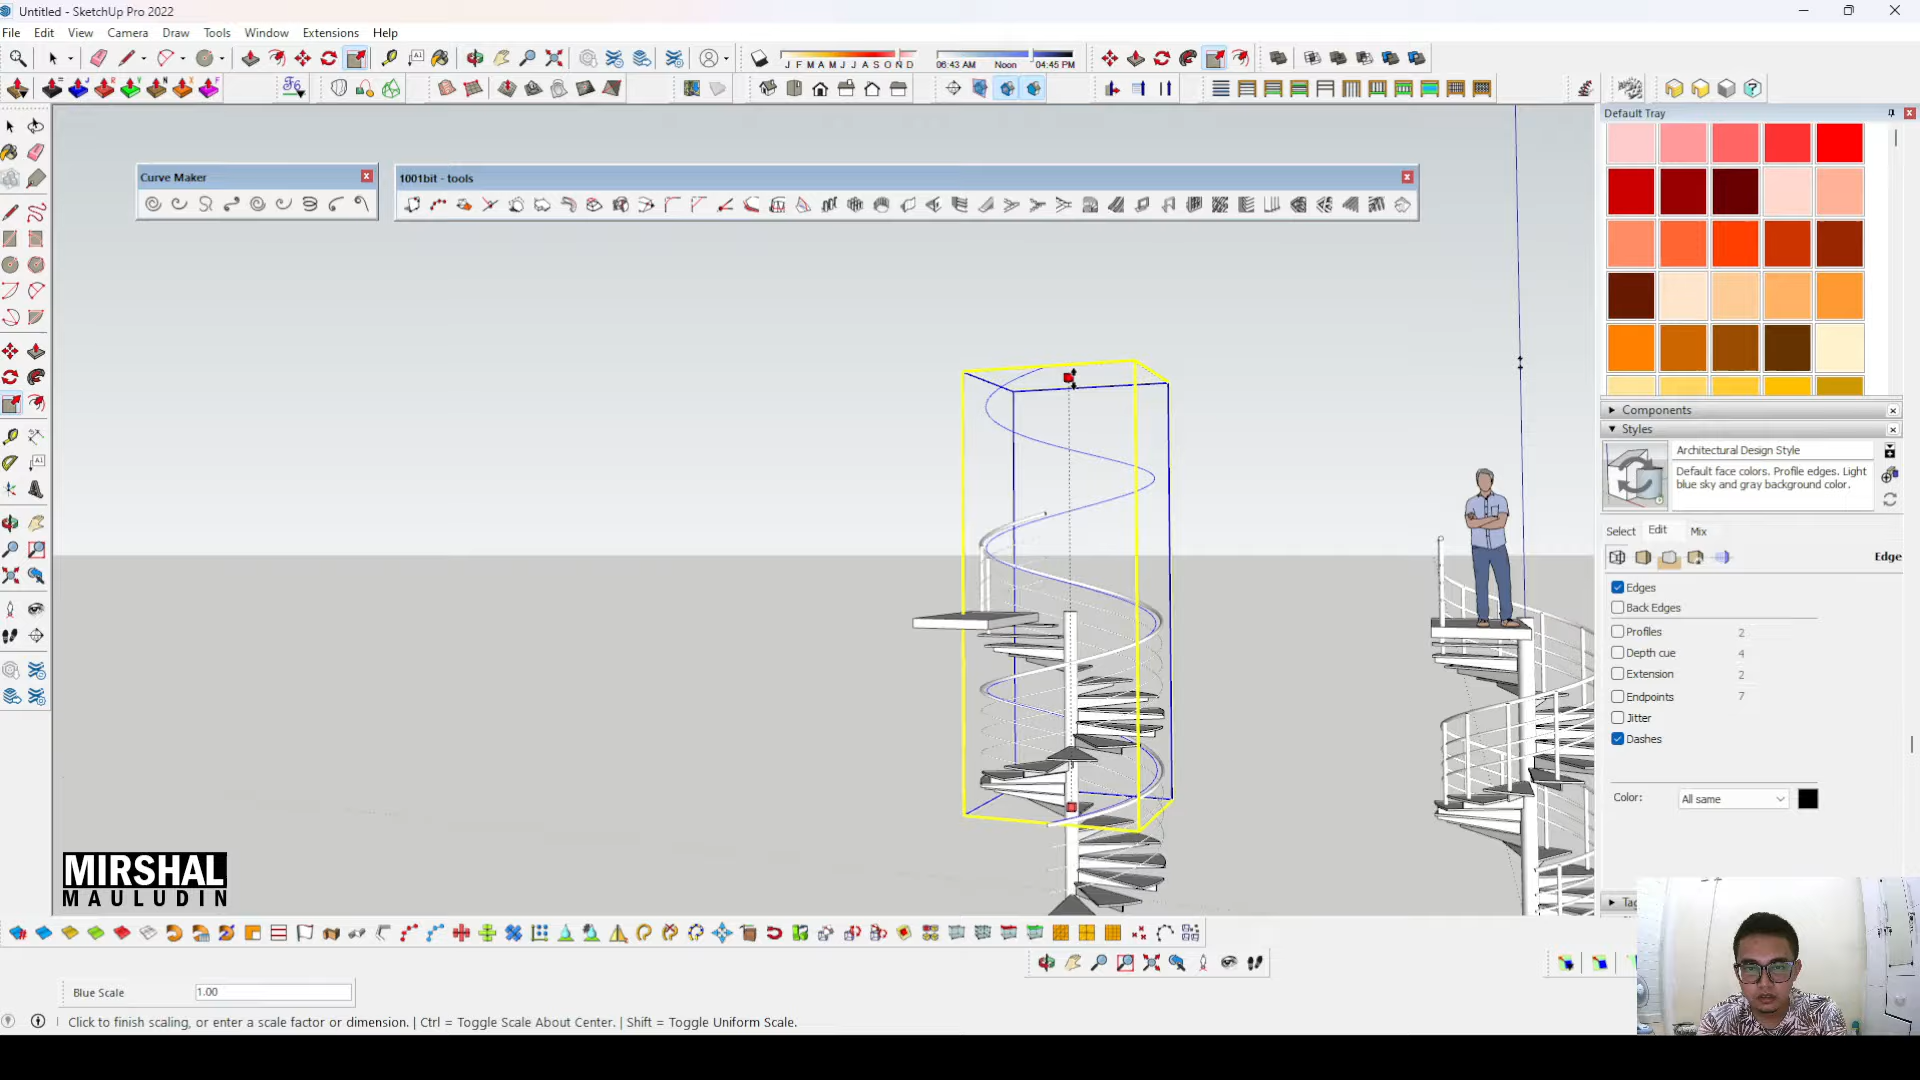 Untitled - SketchUp Pro 2022
File Edit View Camera Draw Tools Window Extensions Help
J F M A M J J A S O N D
06:43 AM Noon 04:45 PM
Default Tray
Curve Maker
1001bit - tools
Components
Styles
Architectural Design Style
Default face colors. Profile edges. Light
blue sky and gray background color.
Select Edit Mix
Edge
Edges
Back Edges
Profiles 2
Depth cue 4
Extension 2
Endpoints 7
Jitter
Dashes
Color: All same
MIRSHAL
MAULUDIN
Blue Scale 1.00
Click to finish scaling, or enter a scale factor or dimension. | Ctrl = Toggle Scale About Center. | Shift = Toggle Uniform Scale.